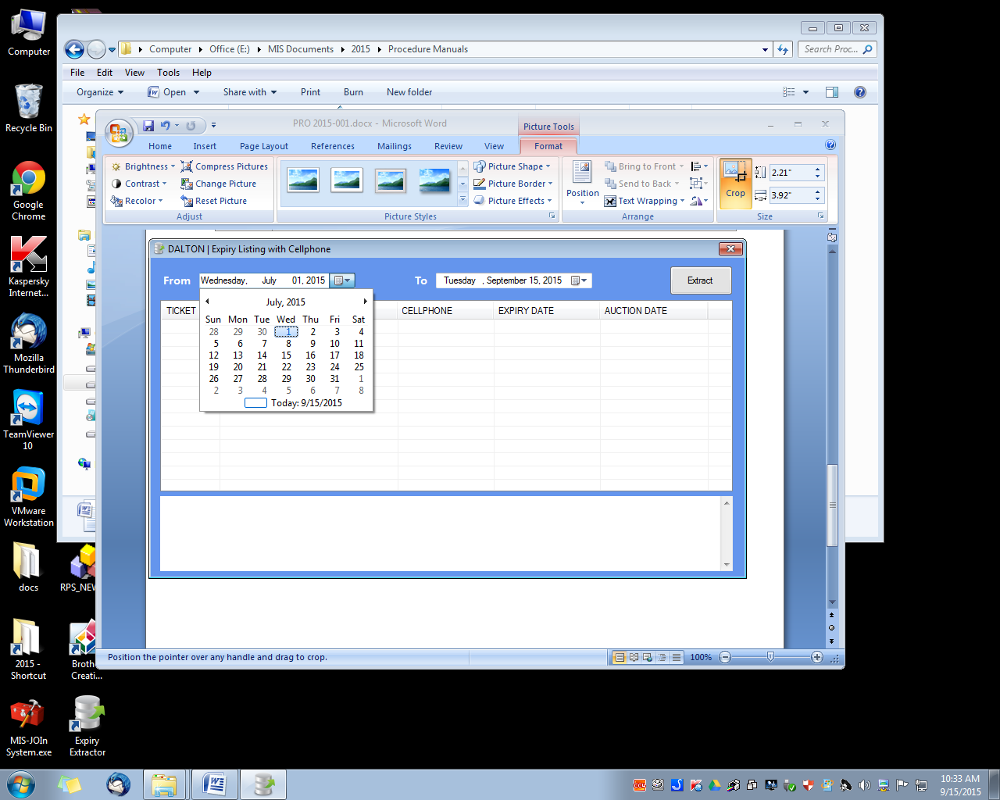 Computer
Recycle Bin
Google Chrome
Kaspersky Internet...
Mozilla Thunderbird
TeamViewer 10
VMware Workstation
docs
RPS_NEW
2015 - Shortcut
Broth Creati...
MIS-JOIn System.exe
Expiry Extractor
Computer Office (E:) MIS Documents 2015 Procedure Manuals
Search Proc...
File Edit View Tools Help
Organize Open Share with Print Burn New folder
PRO 2015-001.docx - Microsoft Word
Picture Tools
Home Insert Page Layout References Mailings Review View Format
Brightness Compress Pictures
Contrast Change Picture
Recolor Reset Picture
Adjust
Picture Shape
Picture Border
Picture Effects
Picture Styles
Position
Bring to Front
Send to Back
Text Wrapping
Arrange
Crop
2.21"
3.92"
Size
DALTON | Expiry Listing with Cellphone
From Wednesday, July 01, 2015 To Tuesday , September 15, 2015 Extract
TICKET CELLPHONE EXPIRY DATE AUCTION DATE
July, 2015
Sun Mon Tue Wed Thu Fri Sat
28 29 30 1 2 3 4
5 6 7 8 9 10 11
12 13 14 15 16 17 18
19 20 21 22 23 24 25
26 27 28 29 30 31 1
2 3 4 5 6 7 8
Today: 9/15/2015
Position the pointer over any handle and drag to crop.
100%
10:33 AM
9/15/2015